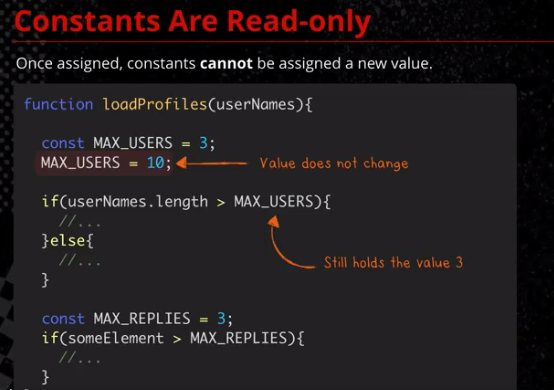 Constants Are Read-only
Once assigned, constants cannot be assigned a new value.
function loadProfiles(userNames){
const MAX_USERS = 3;
MAX_USERS = 10; Value does not change
if(userNames.length > MAX_USERS){
//...
}else{
//...
Still holds the value 3
}
const MAX_REPLIES = 3;
if(someElement > MAX_REPLIES){
//...
}